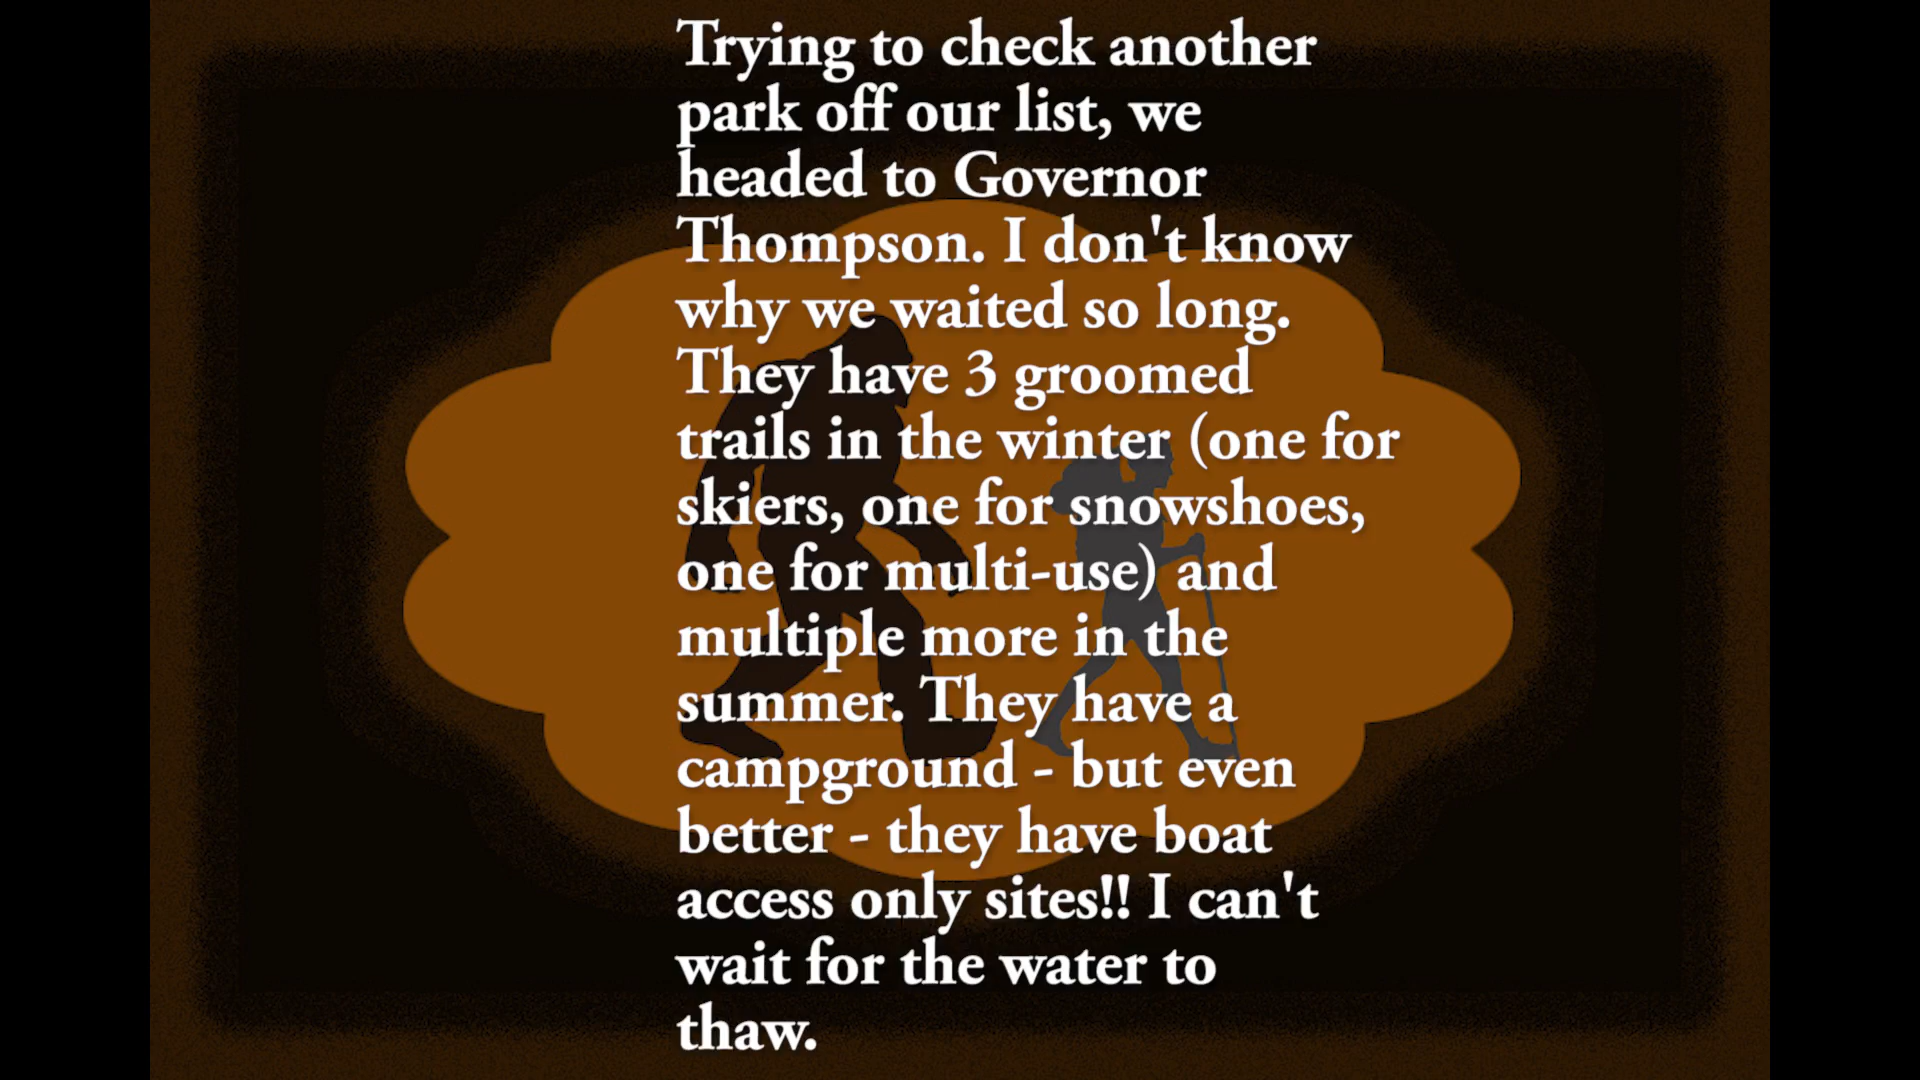 Trying to check another
park off our list, we
headed to Governor
Thompson. I don't know
why we waited so long.
They have 3 groomed
trails in the winter (one for
skiers, one for snowshoes,
one for multi-use) and
multiple more in the
summer. They have a
campground - but even
better - they have boat
access only sites!! I can't
wait for the water to
thaw.